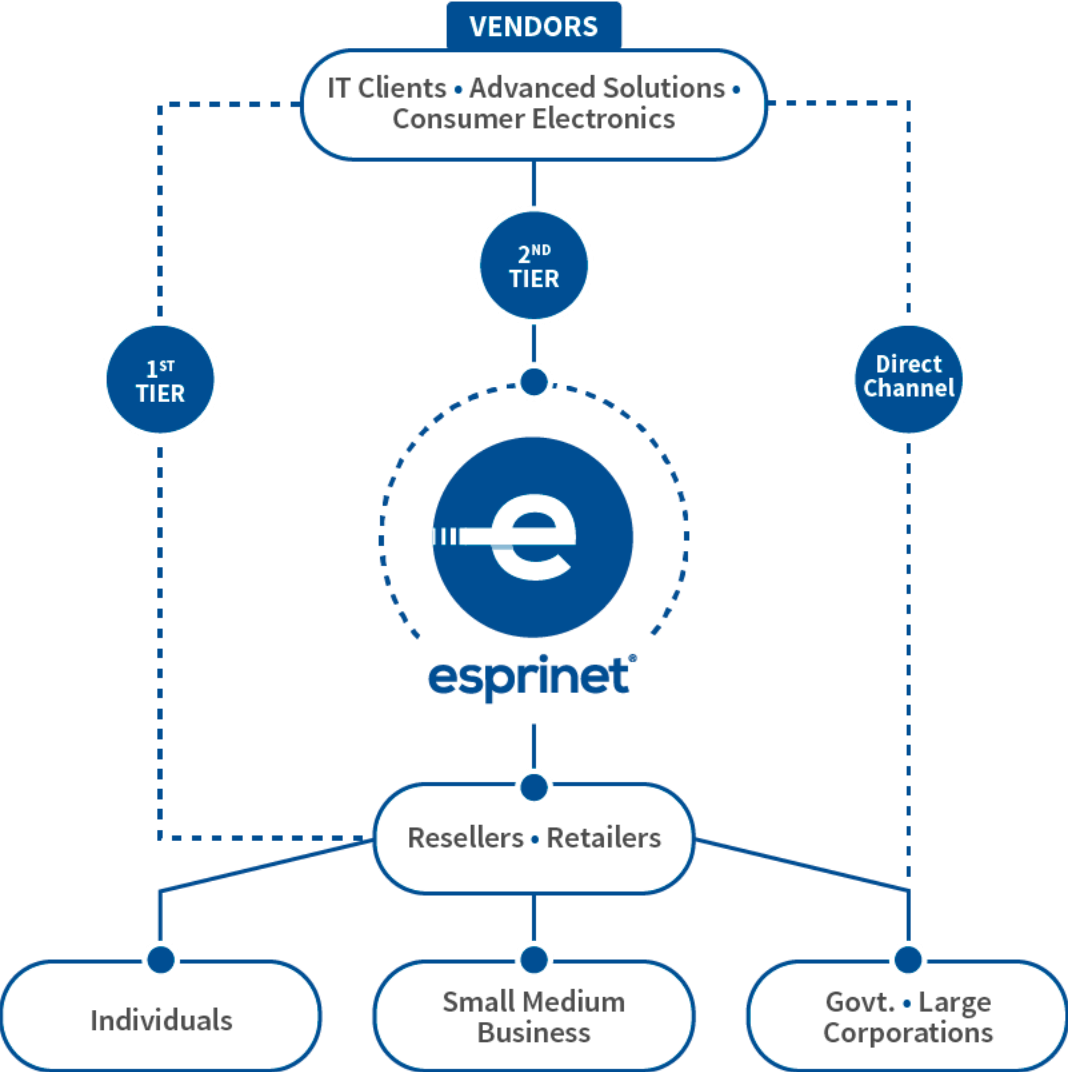 VENDORS
IT Clients • Advanced Solutions •
Consumer Electronics
2ND
TIER
1ST
TIER
Direct
Channel
e
esprinet®
Resellers • Retailers
Individuals
Small Medium
Business
Govt. • Large
Corporations